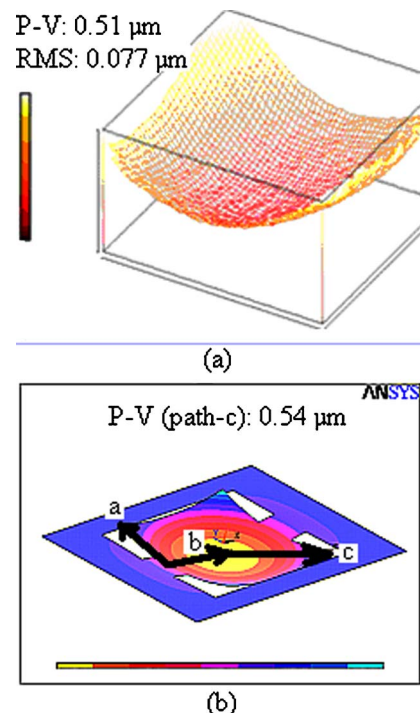 P-V: 0.51 µm
RMS: 0.077 µm
(a)
ANSYS
P-V (path-c): 0.54 µm
a
b
Y
X
c
(b)